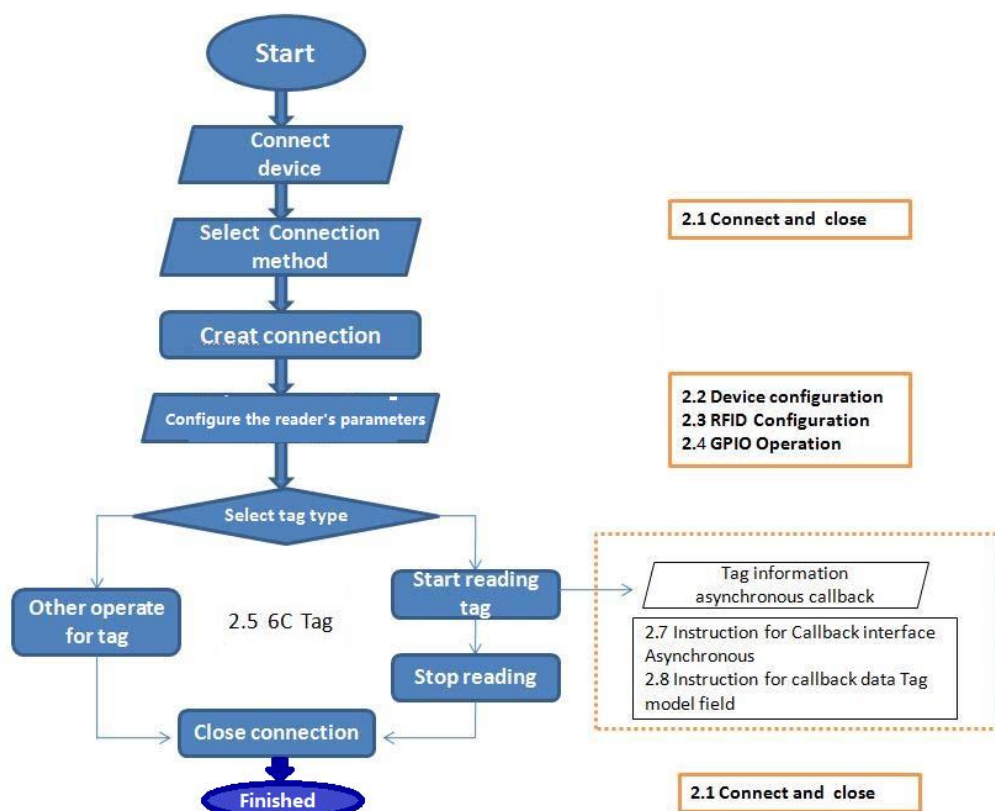 Start
Connect
device
2.1 Connect and close
Select Connection
method
Creat connection
2.2 Device configuration
2.3 RFID Configuration
2.4 GPIO Operation
Configure the reader's parameters
Select tag type
Other operate
for tag
2.5 6C Tag
Start reading
tag
Tag information
asynchronous callback
2.7 Instruction for Callback interface
Asynchronous
2.8 Instruction for callback data Tag
model field
Stop reading
Close connection
Finished
2.1 Connect and close